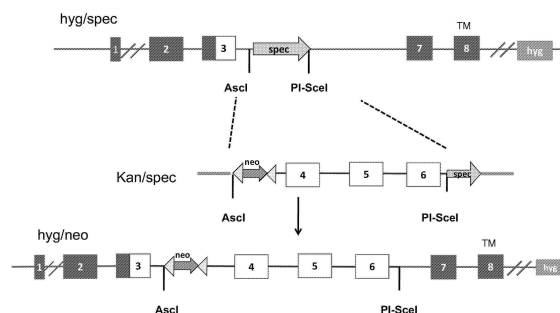 hyg/spec
TM
1 2 3 spec 7 8 hyg
AscI PI-SceI
neo
Kan/spec 4 5 6 spec
AscI PI-SceI
hyg/neo
TM
1 2 3 neo 4 5 6 7 8 hyg
AscI PI-SceI